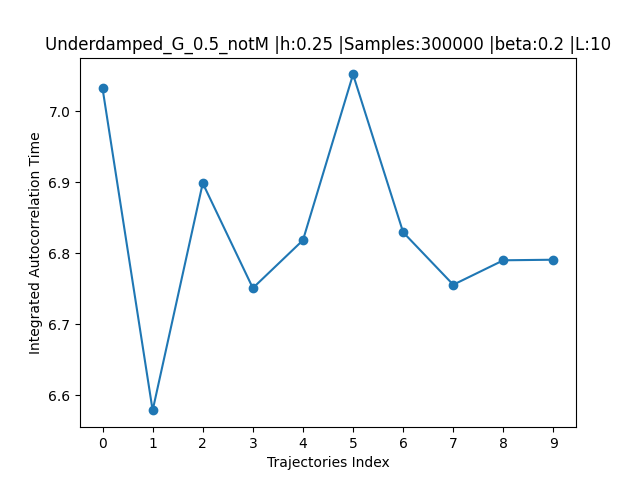 Underdamped_G_0.5_notM |h:0.25 |Samples:300000 |beta:0.2 |L:10
Integrated Autocorrelation Time
7.0
6.9
6.8
6.7
6.6
0 1 2 3 4 5 6 7 8 9
Trajectories Index